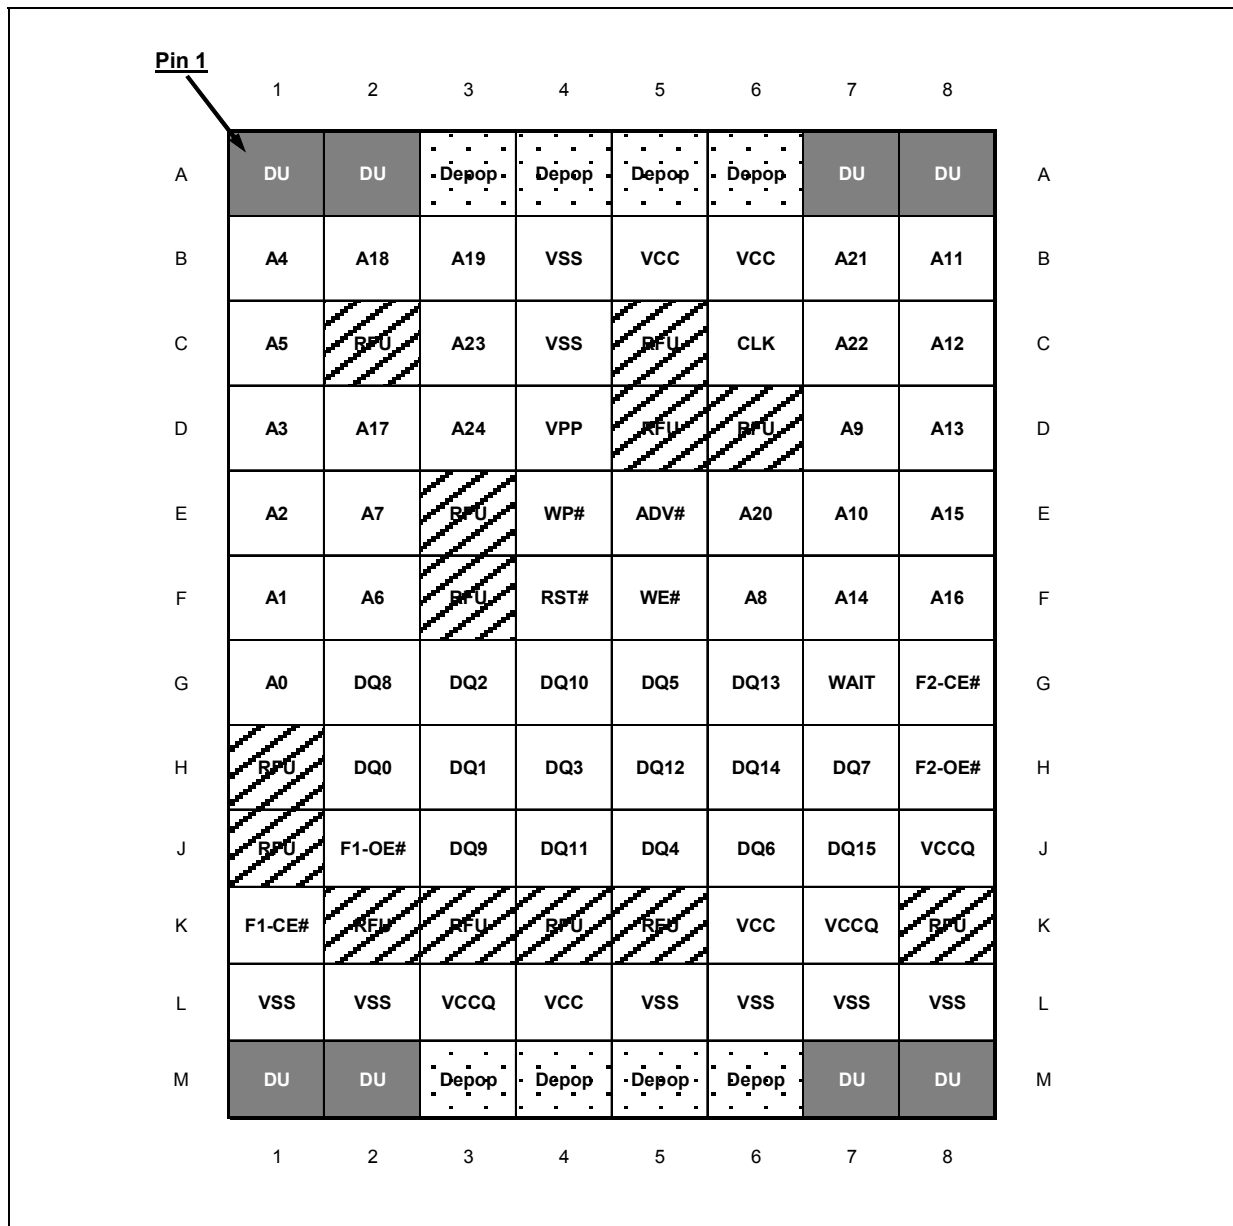 Pin 1
1 2 3 4 5 6 7 8
A DU DU Depop Depop Depop Depop DU DU A
B A4 A18 A19 VSS VCC VCC A21 A11 B
C A5 RFU A23 VSS RFU CLK A22 A12 C
D A3 A17 A24 VPP RFU RFU A9 A13 D
E A2 A7 RFU WP# ADV# A20 A10 A15 E
F A1 A6 RFU RST# WE# A8 A14 A16 F
G A0 DQ8 DQ2 DQ10 DQ5 DQ13 WAIT F2-CE# G
H RFU DQ0 DQ1 DQ3 DQ12 DQ14 DQ7 F2-OE# H
J RFU F1-OE# DQ9 DQ11 DQ4 DQ6 DQ15 VCCQ J
K F1-CE# RFU RFU RFU RFU VCC VCCQ RFU K
L VSS VSS VCCQ VCC VSS VSS VSS VSS L
M DU DU Depop Depop Depop Depop DU DU M
1 2 3 4 5 6 7 8